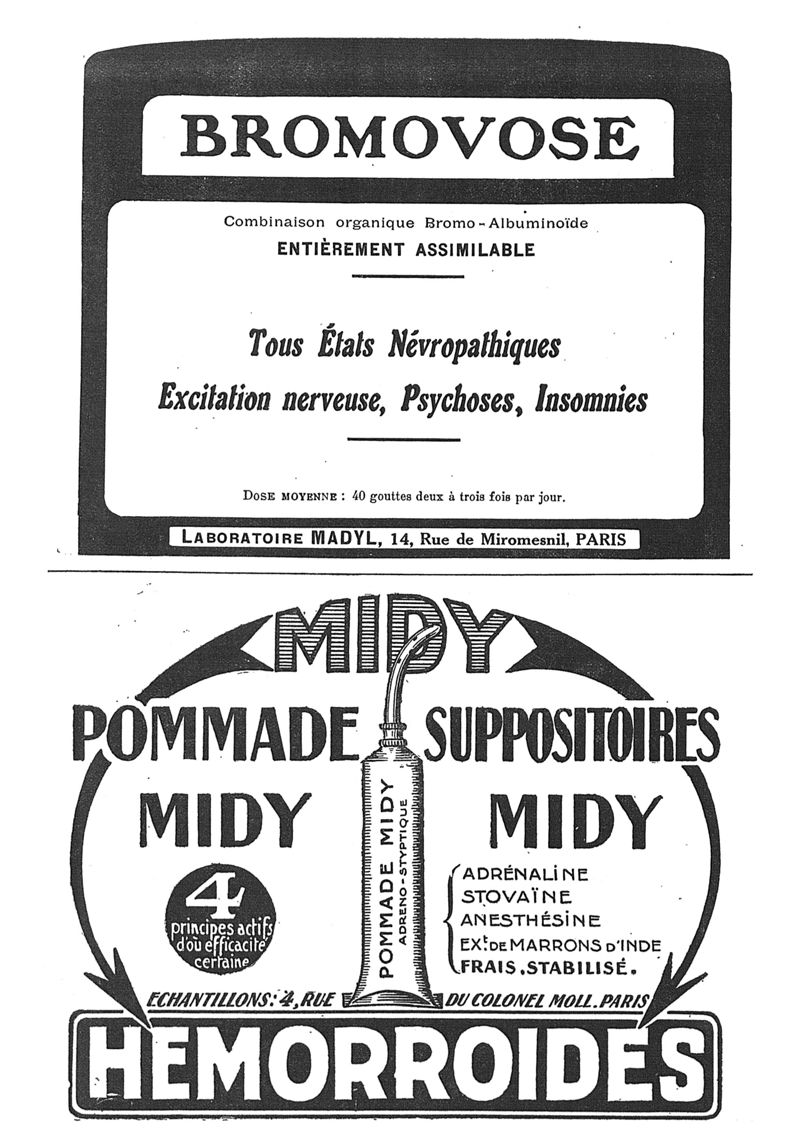 BROMOVOSE
Combinaison organique Bromo-Albuminoïde
ENTIÈREMENT ASSIMILABLE
Tous États Névropathiques
Excitation nerveuse, Psychoses, Insomnies
DOSE MOYENNE : 40 gouttes deux à trois fois par jour.
LABORATOIRE MADYL, 14, Rue de Miromesnil, PARIS
MIDY
POMMADE
MIDY
SUPPOSITOIRES
MIDY
POMMADE MIDY
ADRENO-STYPTIQUE
4
principes actifs
d'où efficacité
certaine
ADRÉNALINE
STOVAÏNE
ANESTHÉSINE
EXt DE MARRONS D'INDE
FRAIS. STABILISÉ.
ECHANTILLONS: 4, RUE DU COLONEL MOLL. PARIS
HEMORROIDES